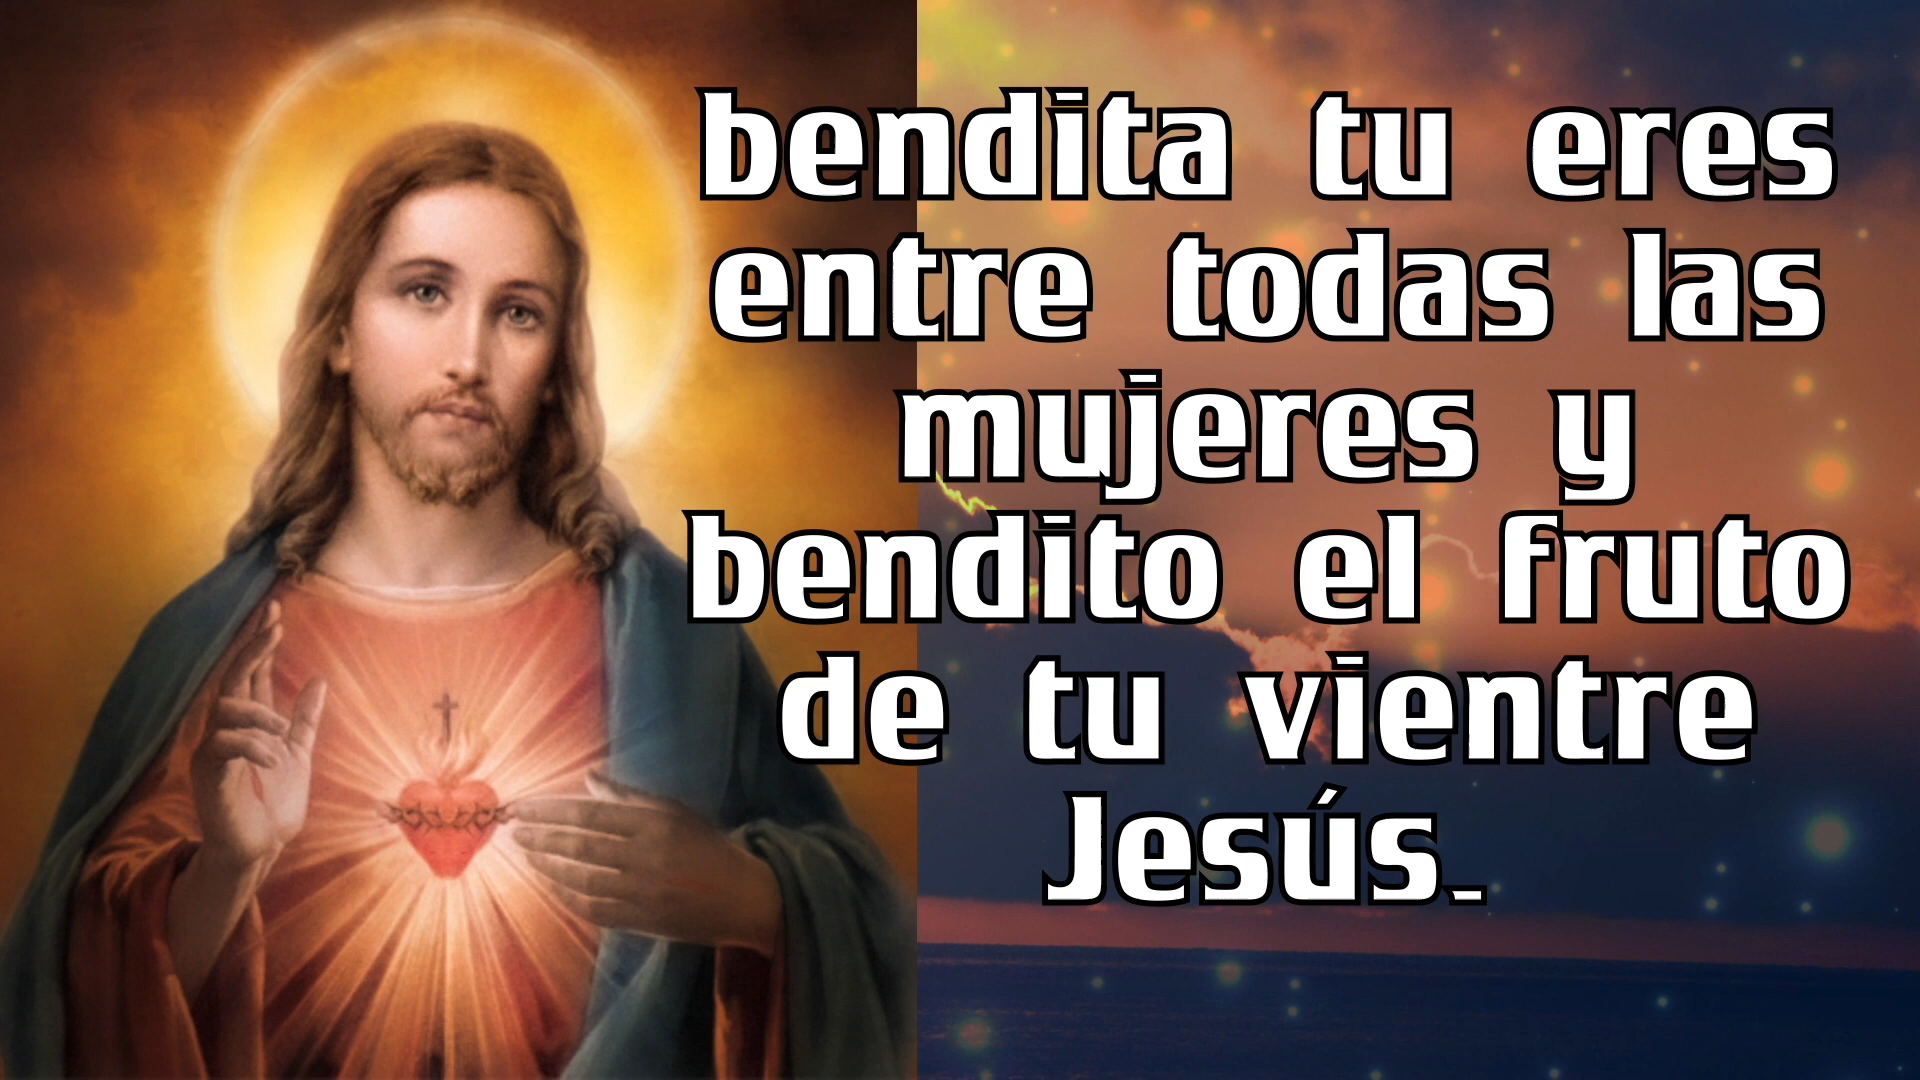 bendita tu eres
entre todas las
mujeres y
bendito el fruto
de tu vientre
Jesús.